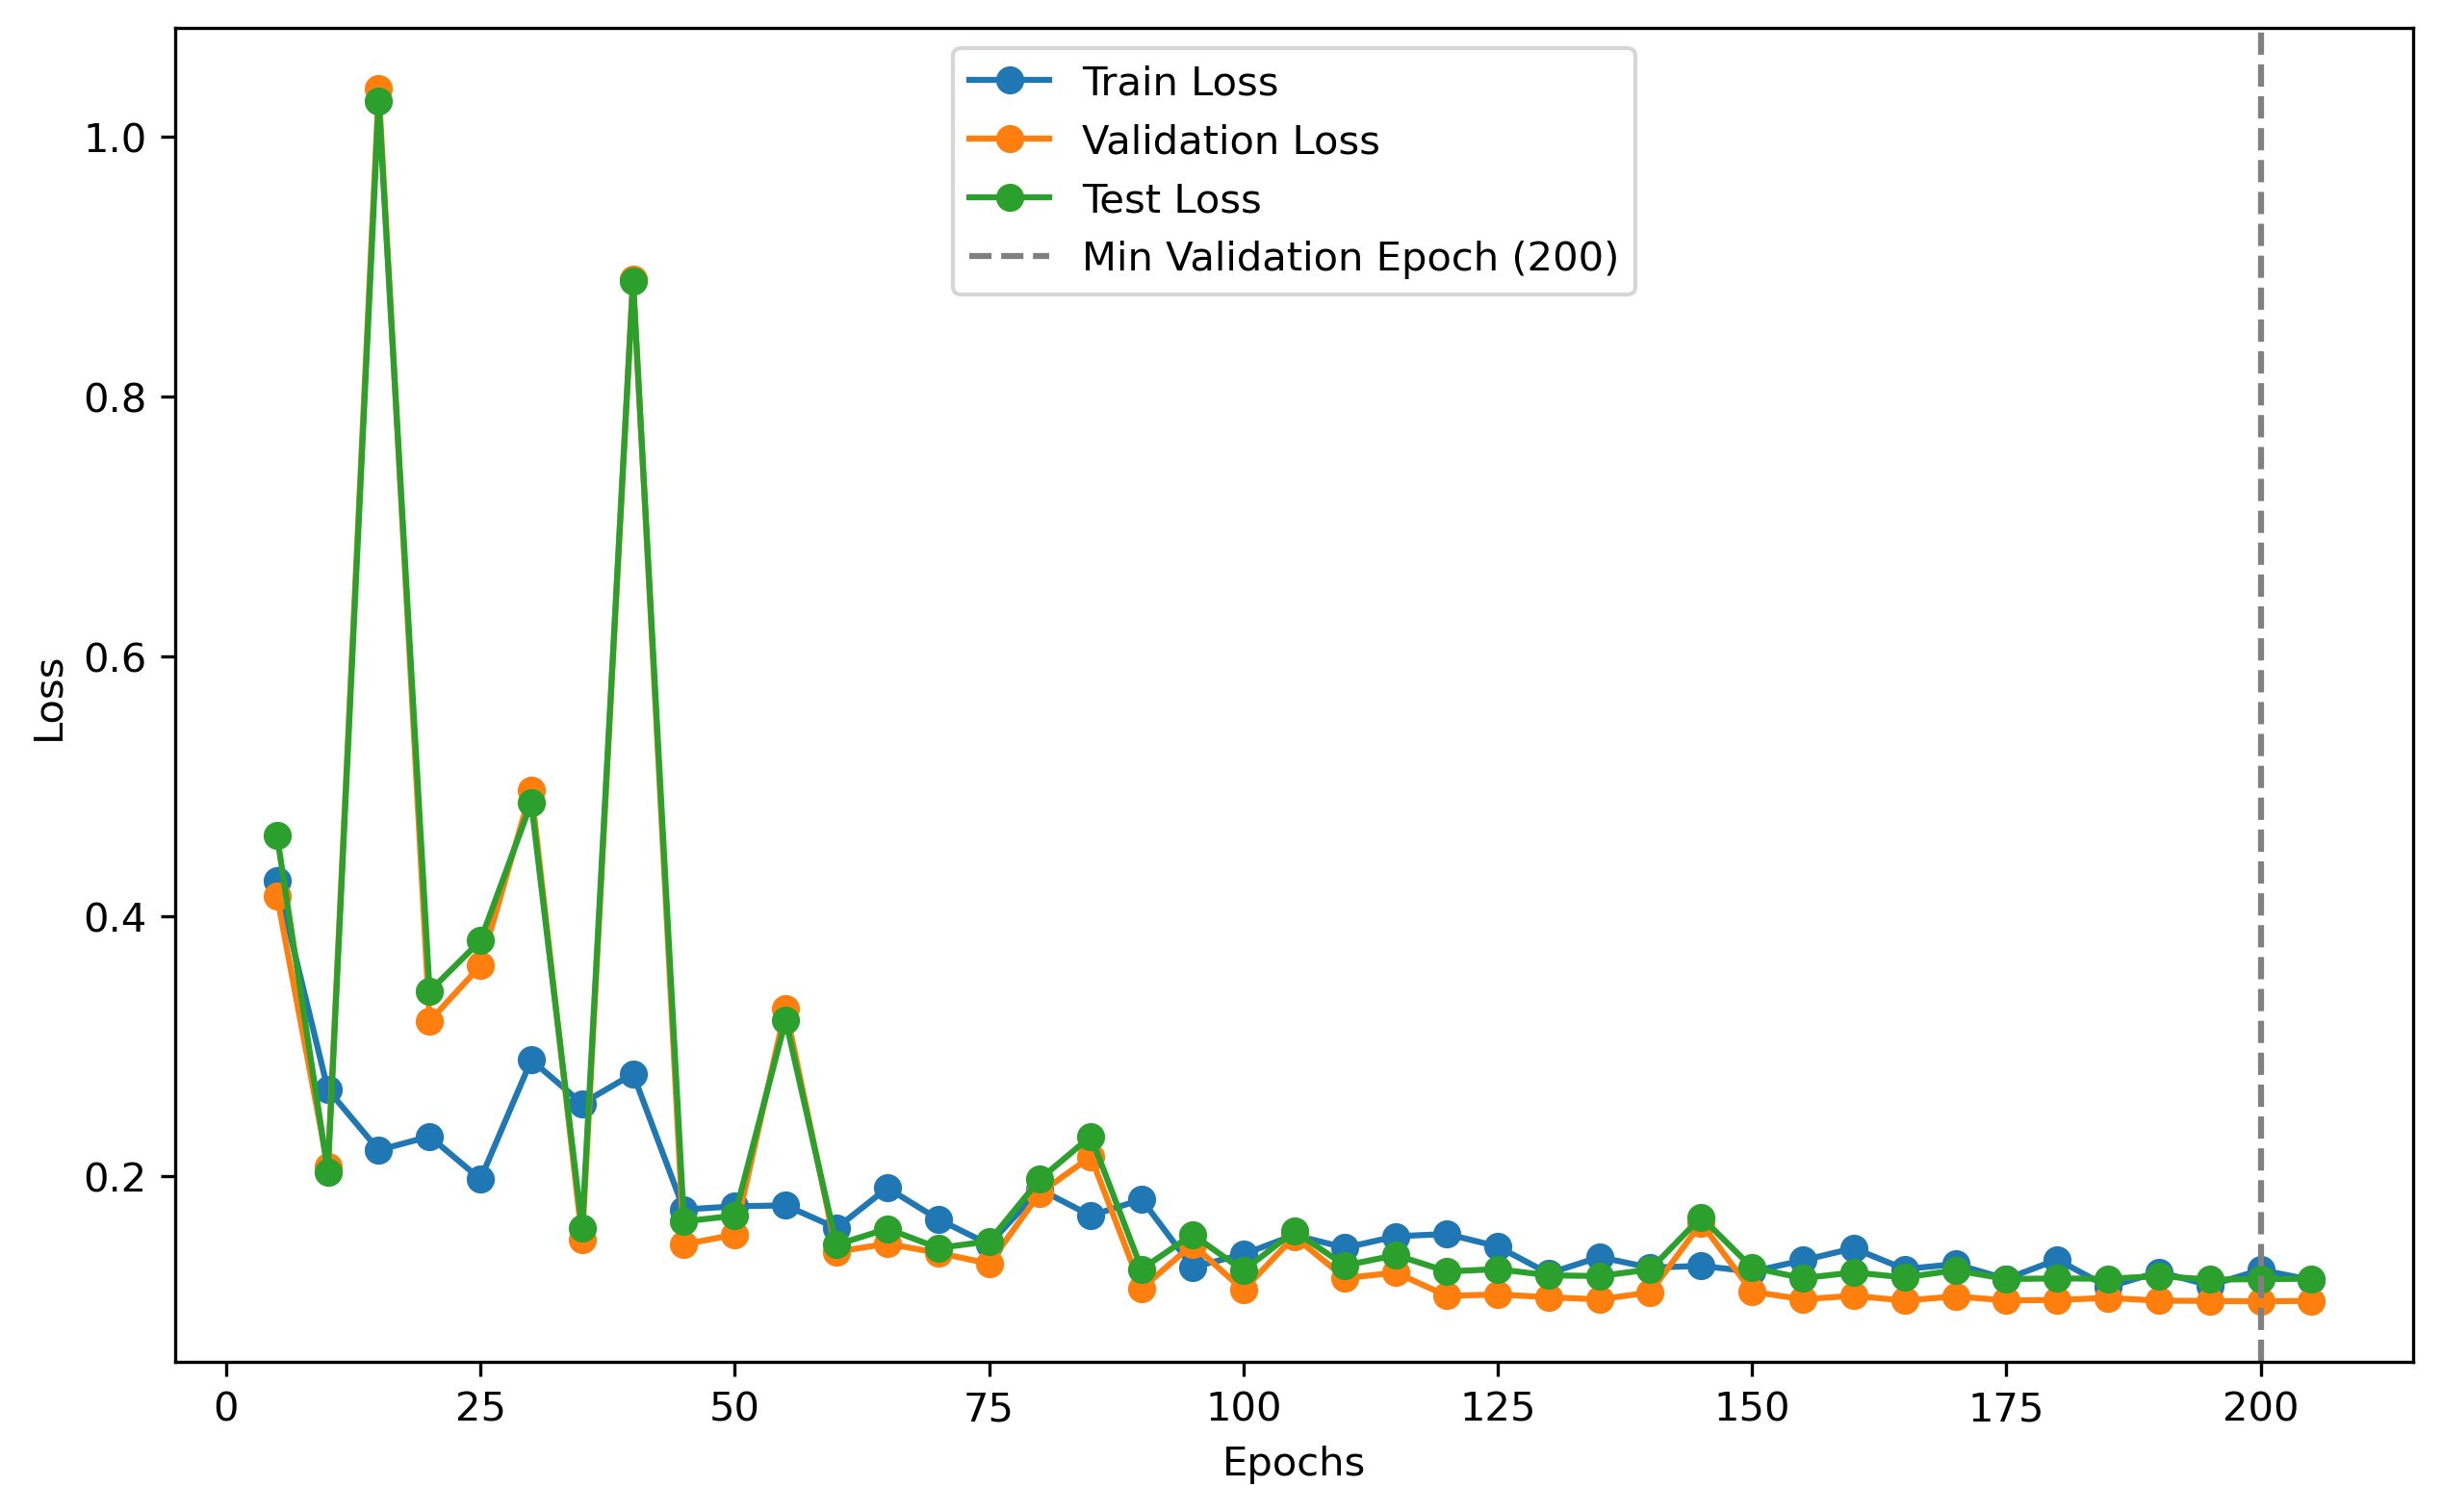 Train Loss
Validation Loss
Test Loss
Min Validation Epoch (200)
1.0
0.8
0.6
0.4
0.2
Loss
0 25 50 75 100 125 150 175 200
Epochs